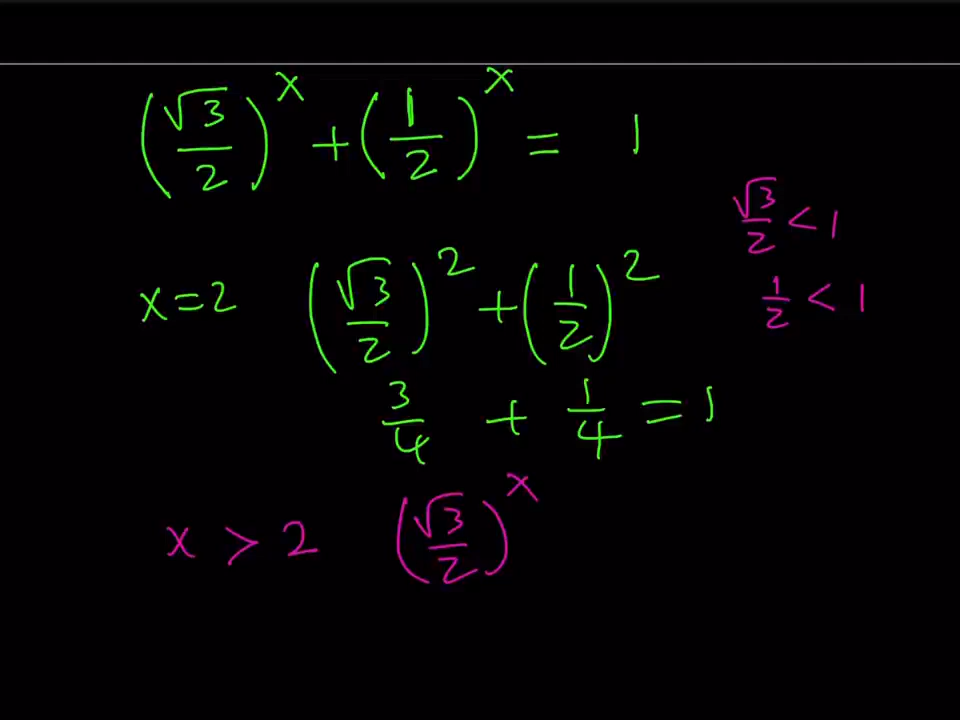 (√3/2)^x + (1/2)^x = 1
√3/2 < 1
x=2 (√3/2)^2 + (1/2)^2
1/2 < 1
3/4 + 1/4 = 1
x > 2 (√3/2)^x